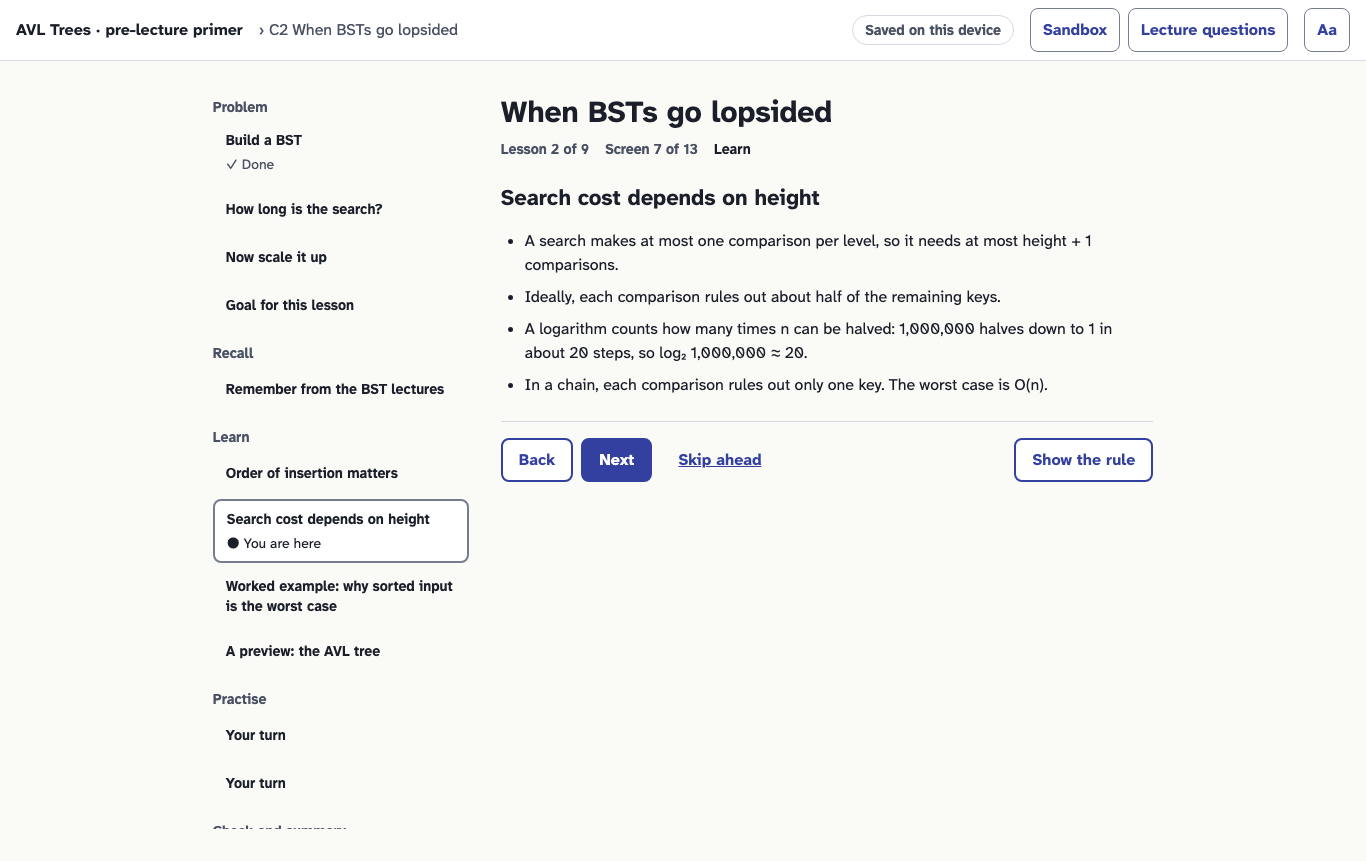 AVL Trees · pre-lecture primer › C2 When BSTs go lopsided
Saved on this device
Sandbox
Lecture questions
Aa
Problem
Build a BST
✓ Done
How long is the search?
Now scale it up
Goal for this lesson
Recall
Remember from the BST lectures
Learn
Order of insertion matters
Search cost depends on height
● You are here
Worked example: why sorted input
is the worst case
A preview: the AVL tree
Practise
Your turn
Your turn
Check and summary
When BSTs go lopsided
Lesson 2 of 9 Screen 7 of 13 Learn
Search cost depends on height
• A search makes at most one comparison per level, so it needs at most height + 1
comparisons.
• Ideally, each comparison rules out about half of the remaining keys.
• A logarithm counts how many times n can be halved: 1,000,000 halves down to 1 in
about 20 steps, so log₂ 1,000,000 ≈ 20.
• In a chain, each comparison rules out only one key. The worst case is O(n).
Back
Next
Skip ahead
Show the rule